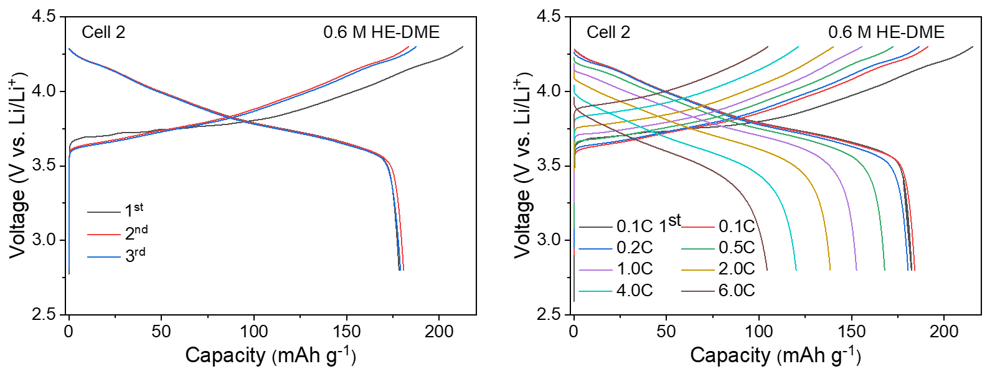 Cell 2
0.6 M HE-DME
4.5
4.0
3.5
3.0
2.5
Voltage (V vs. Li/Li⁺)
1st
2nd
3rd
0
50
100
150
200
Capacity (mAh g⁻¹)
Cell 2
0.6 M HE-DME
4.5
4.0
3.5
3.0
2.5
Voltage (V vs. Li/Li⁺)
0.1C 1st
0.1C
0.2C
0.5C
1.0C
2.0C
4.0C
6.0C
0
50
100
150
200
Capacity (mAh g⁻¹)